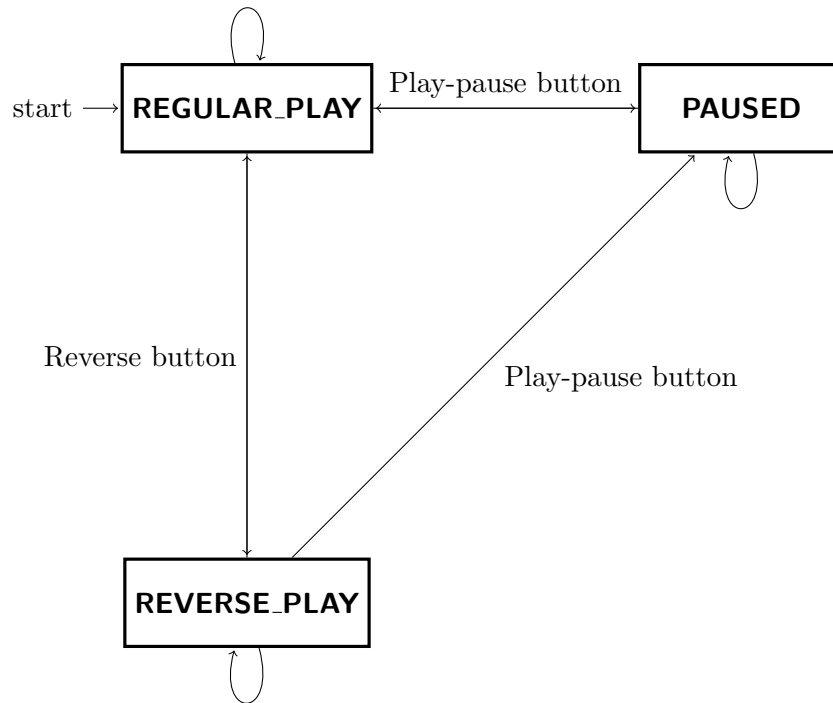 start
REGULAR_PLAY
Play-pause button
PAUSED
Reverse button
Play-pause button
REVERSE_PLAY